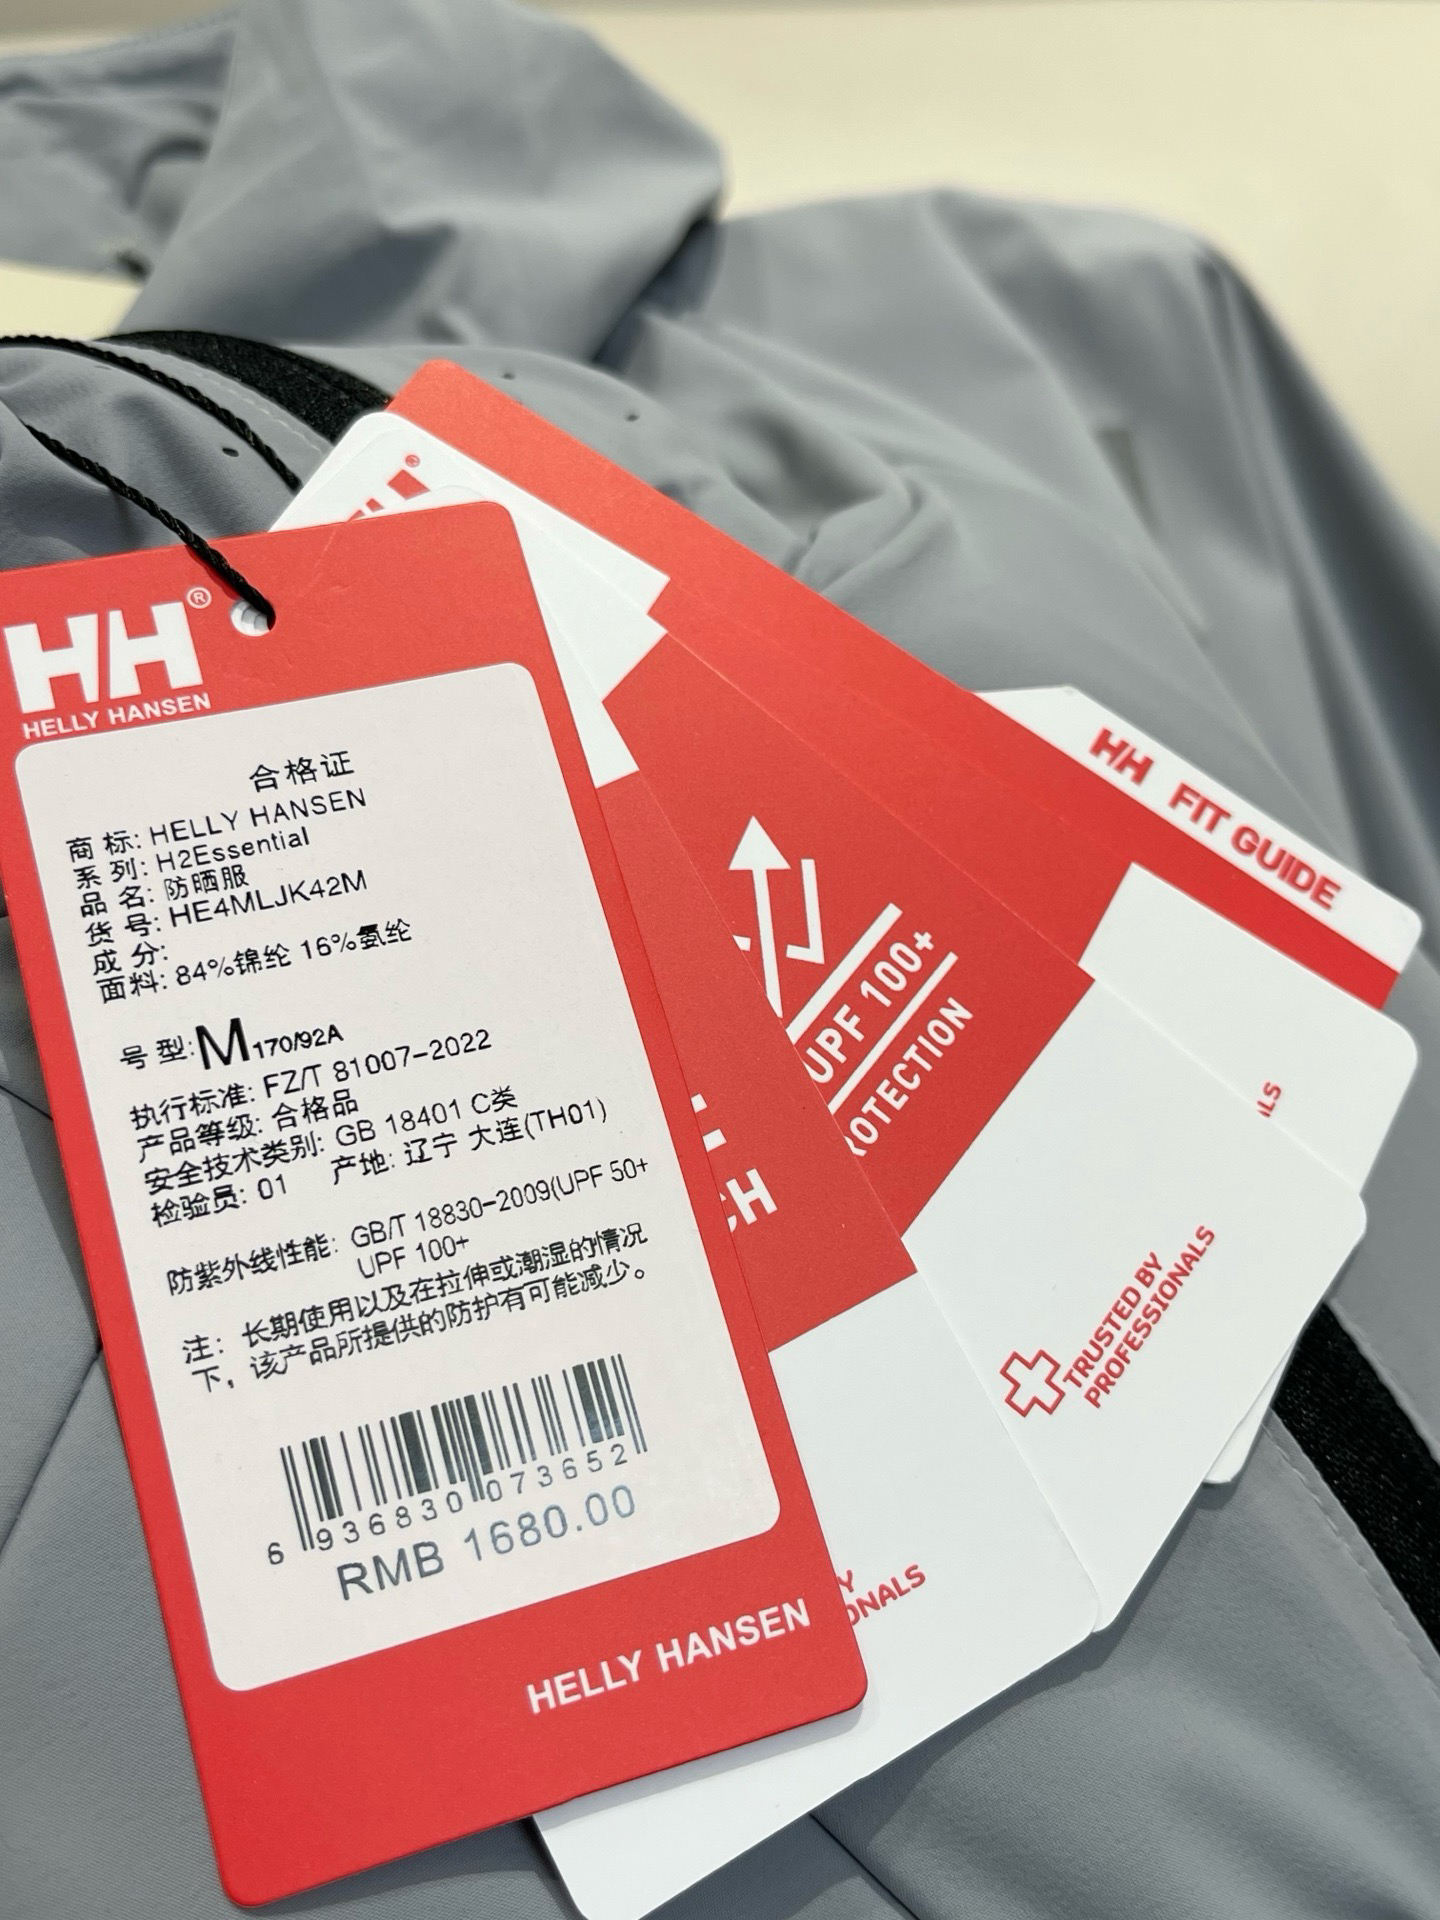 HH®
HELLY HANSEN
合格证
商 标: HELLY HANSEN
系 列: H2Essential
品 名: 防晒服
货 号: HE4MLJK42M
成 分:
面料: 84%锦纶 16%氨纶
号 型: M 170/92A
执行标准: FZ/T 81007-2022
产品等级: 合格品
安全技术类别: GB 18401 C类
检验员: 01 产地: 辽宁 大连(TH01)
防紫外线性能: GB/T 18830-2009(UPF 50+
UPF 100+
注: 长期使用以及在拉伸或潮湿的情况
下，该产品所提供的防护有可能减少。
6 936830 073652
RMB 1680.00
HELLY HANSEN
UPF 100+
ROTECTION
CH
HH FIT GUIDE
ALS
TRUSTED BY
PROFESSIONALS
Y
ONALS